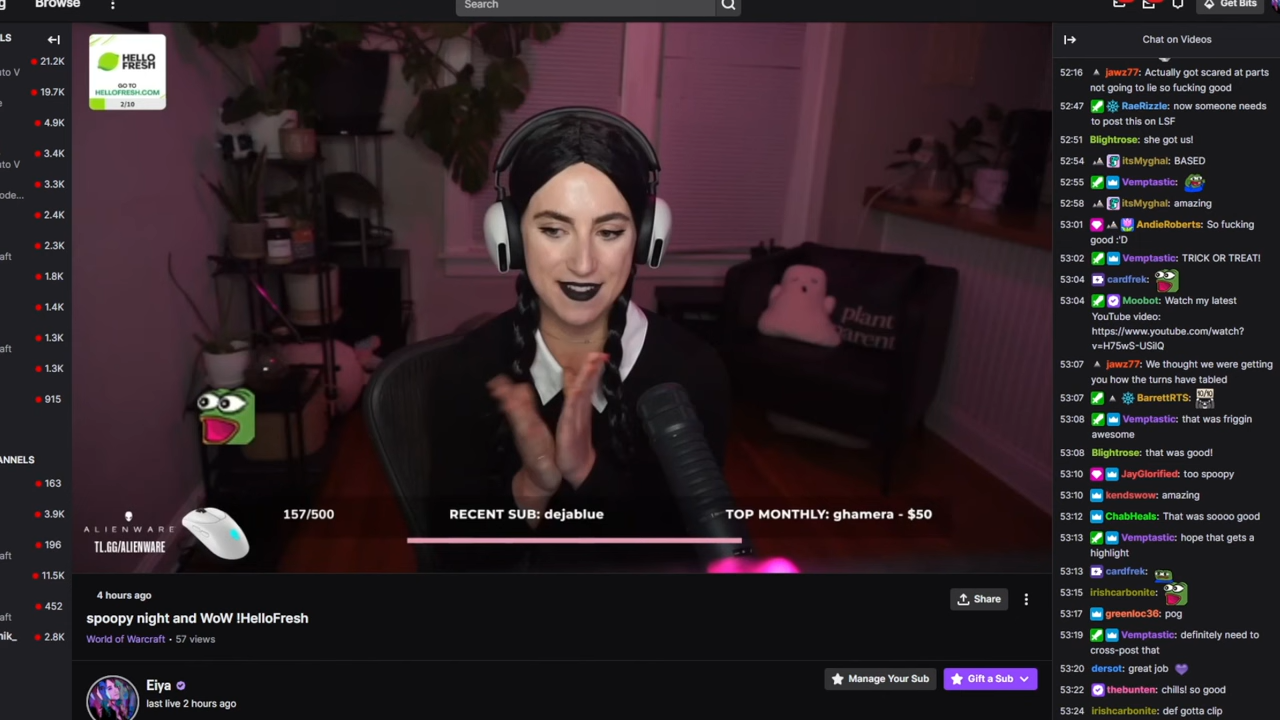 Browse
Search
Get Bits
21.2K
uto V
19.7K
4.9K
3.4K
uto V
3.3K
ode...
2.4K
2.3K
aft
1.8K
1.4K
1.3K
aft
1.3K
915
ANNELS
163
3.9K
196
aft
11.5K
452
aft
nik_
2.8K
HELLO
FRESH
GO TO
HELLOFRESH.COM
2/10
plant
parent
ALIENWARE
TL.GG/ALIENWARE
157/500
RECENT SUB: dejablue
TOP MONTHLY: ghamera - $50
4 hours ago
Share
spoopy night and WoW !HelloFresh
World of Warcraft • 57 views
Eiya
last live 2 hours ago
Manage Your Sub
Gift a Sub
Chat on Videos
52:16 jawz77: Actually got scared at parts
not going to lie so fucking good
52:47 RaeRizzle: now someone needs
to post this on LSF
52:51 Blightrose: she got us!
52:54 itsMyghal: BASED
52:55 Vemptastic:
52:58 itsMyghal: amazing
53:01 AndieRoberts: So fucking
good :'D
53:02 Vemptastic: TRICK OR TREAT!
53:04 cardfrek:
53:04 Moobot: Watch my latest
YouTube video:
https://www.youtube.com/watch?
v=H75wS-USilQ
53:07 jawz77: We thought we were getting
you how the turns have tabled
53:07 BarrettRTS:
53:08 Vemptastic: that was friggin
awesome
53:08 Blightrose: that was good!
53:10 JayGlorified: too spoopy
53:10 kendswow: amazing
53:12 ChabHeals: That was soooo good
53:13 Vemptastic: hope that gets a
highlight
53:13 cardfrek:
53:15 irishcarbonite:
53:17 greenloc36: pog
53:19 Vemptastic: definitely need to
cross-post that
53:20 dersot: great job
53:22 thebunten: chills! so good
53:24 irishcarbonite: def gotta clip